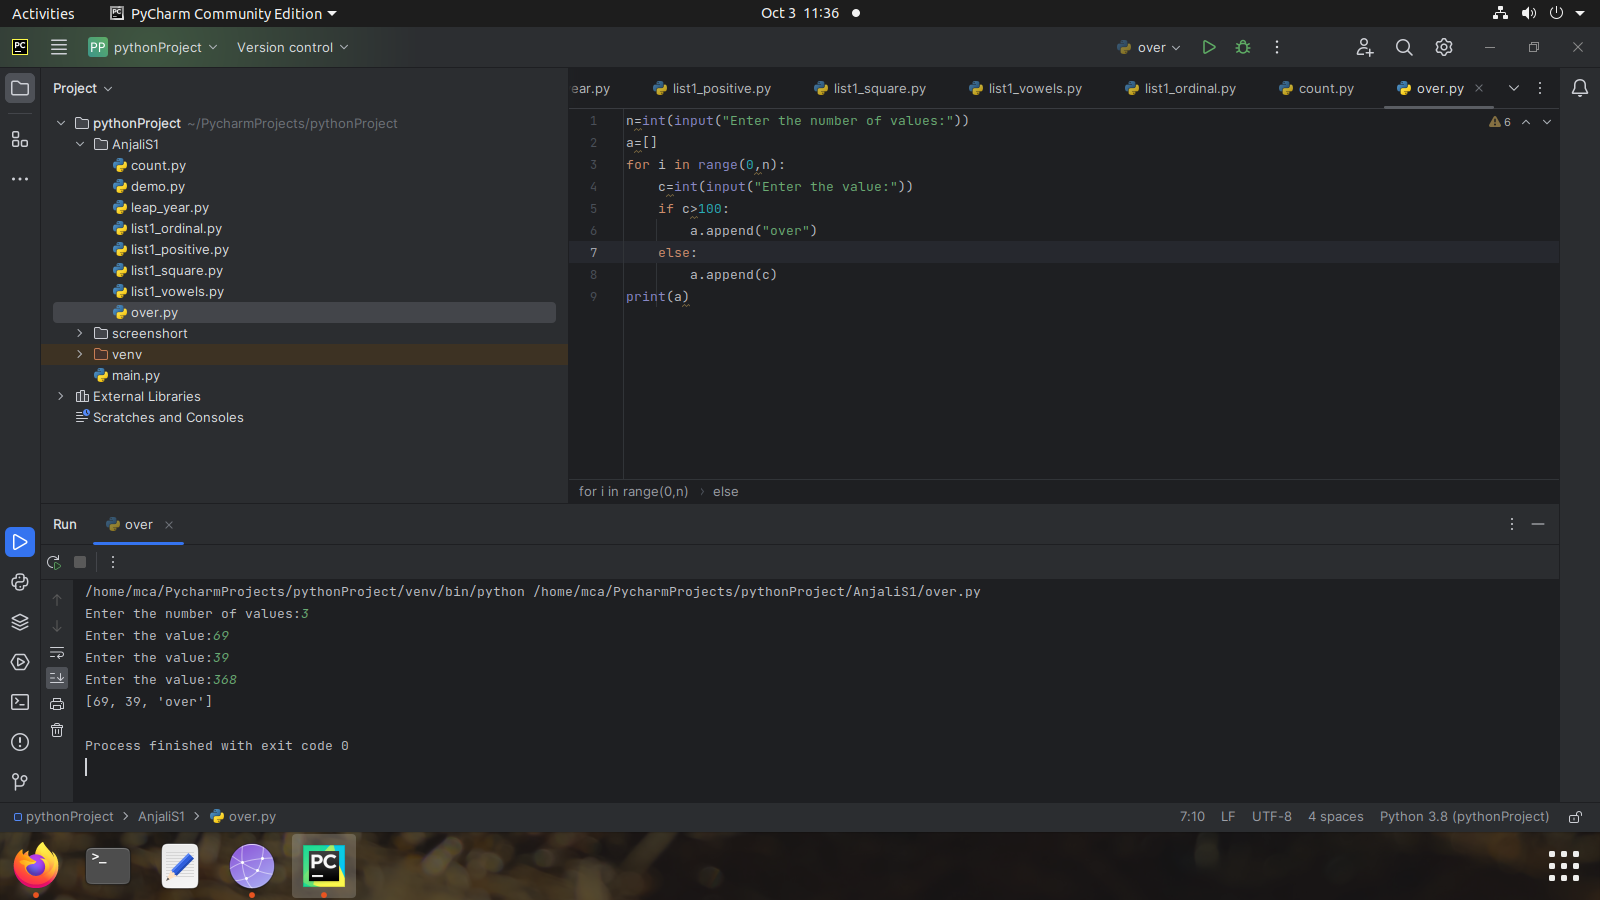 Activities PyCharm Community Edition Oct 3 11:36
PC PP pythonProject Version control over
Project
pythonProject ~/PycharmProjects/pythonProject
AnjaliS1
count.py
demo.py
leap_year.py
list1_ordinal.py
list1_positive.py
list1_square.py
list1_vowels.py
over.py
screenshort
venv
main.py
External Libraries
Scratches and Consoles
ear.py list1_positive.py list1_square.py list1_vowels.py list1_ordinal.py count.py over.py
1 n=int(input("Enter the number of values:"))
2 a=[]
3 for i in range(0,n):
4 c=int(input("Enter the value:"))
5 if c>100:
6 a.append("over")
7 else:
8 a.append(c)
9 print(a)
6
for i in range(0,n) › else
Run over
/home/mca/PycharmProjects/pythonProject/venv/bin/python /home/mca/PycharmProjects/pythonProject/AnjaliS1/over.py
Enter the number of values:3
Enter the value:69
Enter the value:39
Enter the value:368
[69, 39, 'over']
Process finished with exit code 0
pythonProject › AnjaliS1 › over.py 7:10 LF UTF-8 4 spaces Python 3.8 (pythonProject)
>_ PC